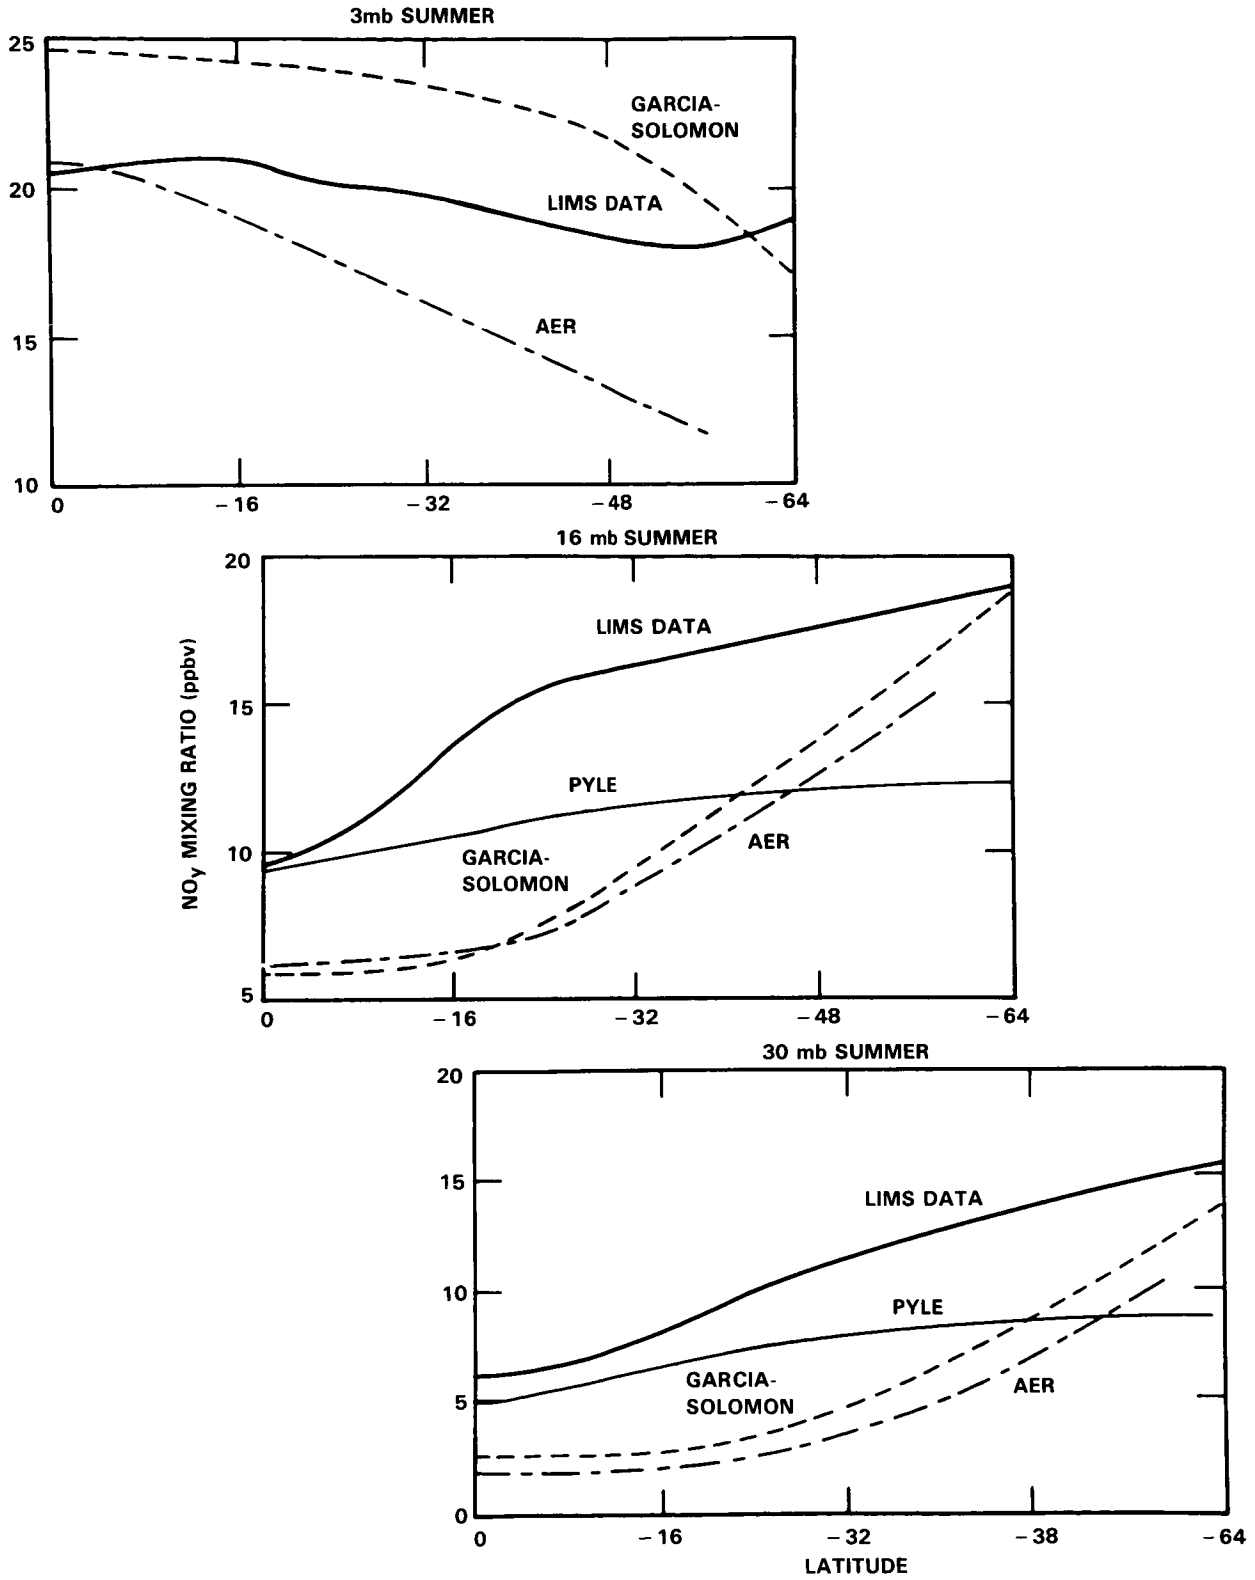 3mb SUMMER
25
20
15
10
GARCIA-
SOLOMON
LIMS DATA
AER
0 -16 -32 -48 -64
16 mb SUMMER
NOy MIXING RATIO (ppbv)
20
15
10
5
LIMS DATA
PYLE
GARCIA-
SOLOMON
AER
0 -16 -32 -48 -64
30 mb SUMMER
20
15
10
5
0
LIMS DATA
PYLE
GARCIA-
SOLOMON
AER
0 -16 -32 -38 -64
LATITUDE